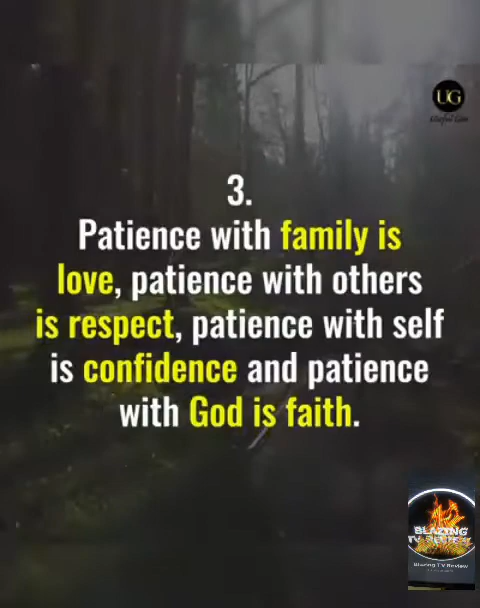 UG
3.
Patience with family is
love, patience with others
is respect, patience with self
is confidence and patience
with God is faith.
BLAZING
Blazing TV Review